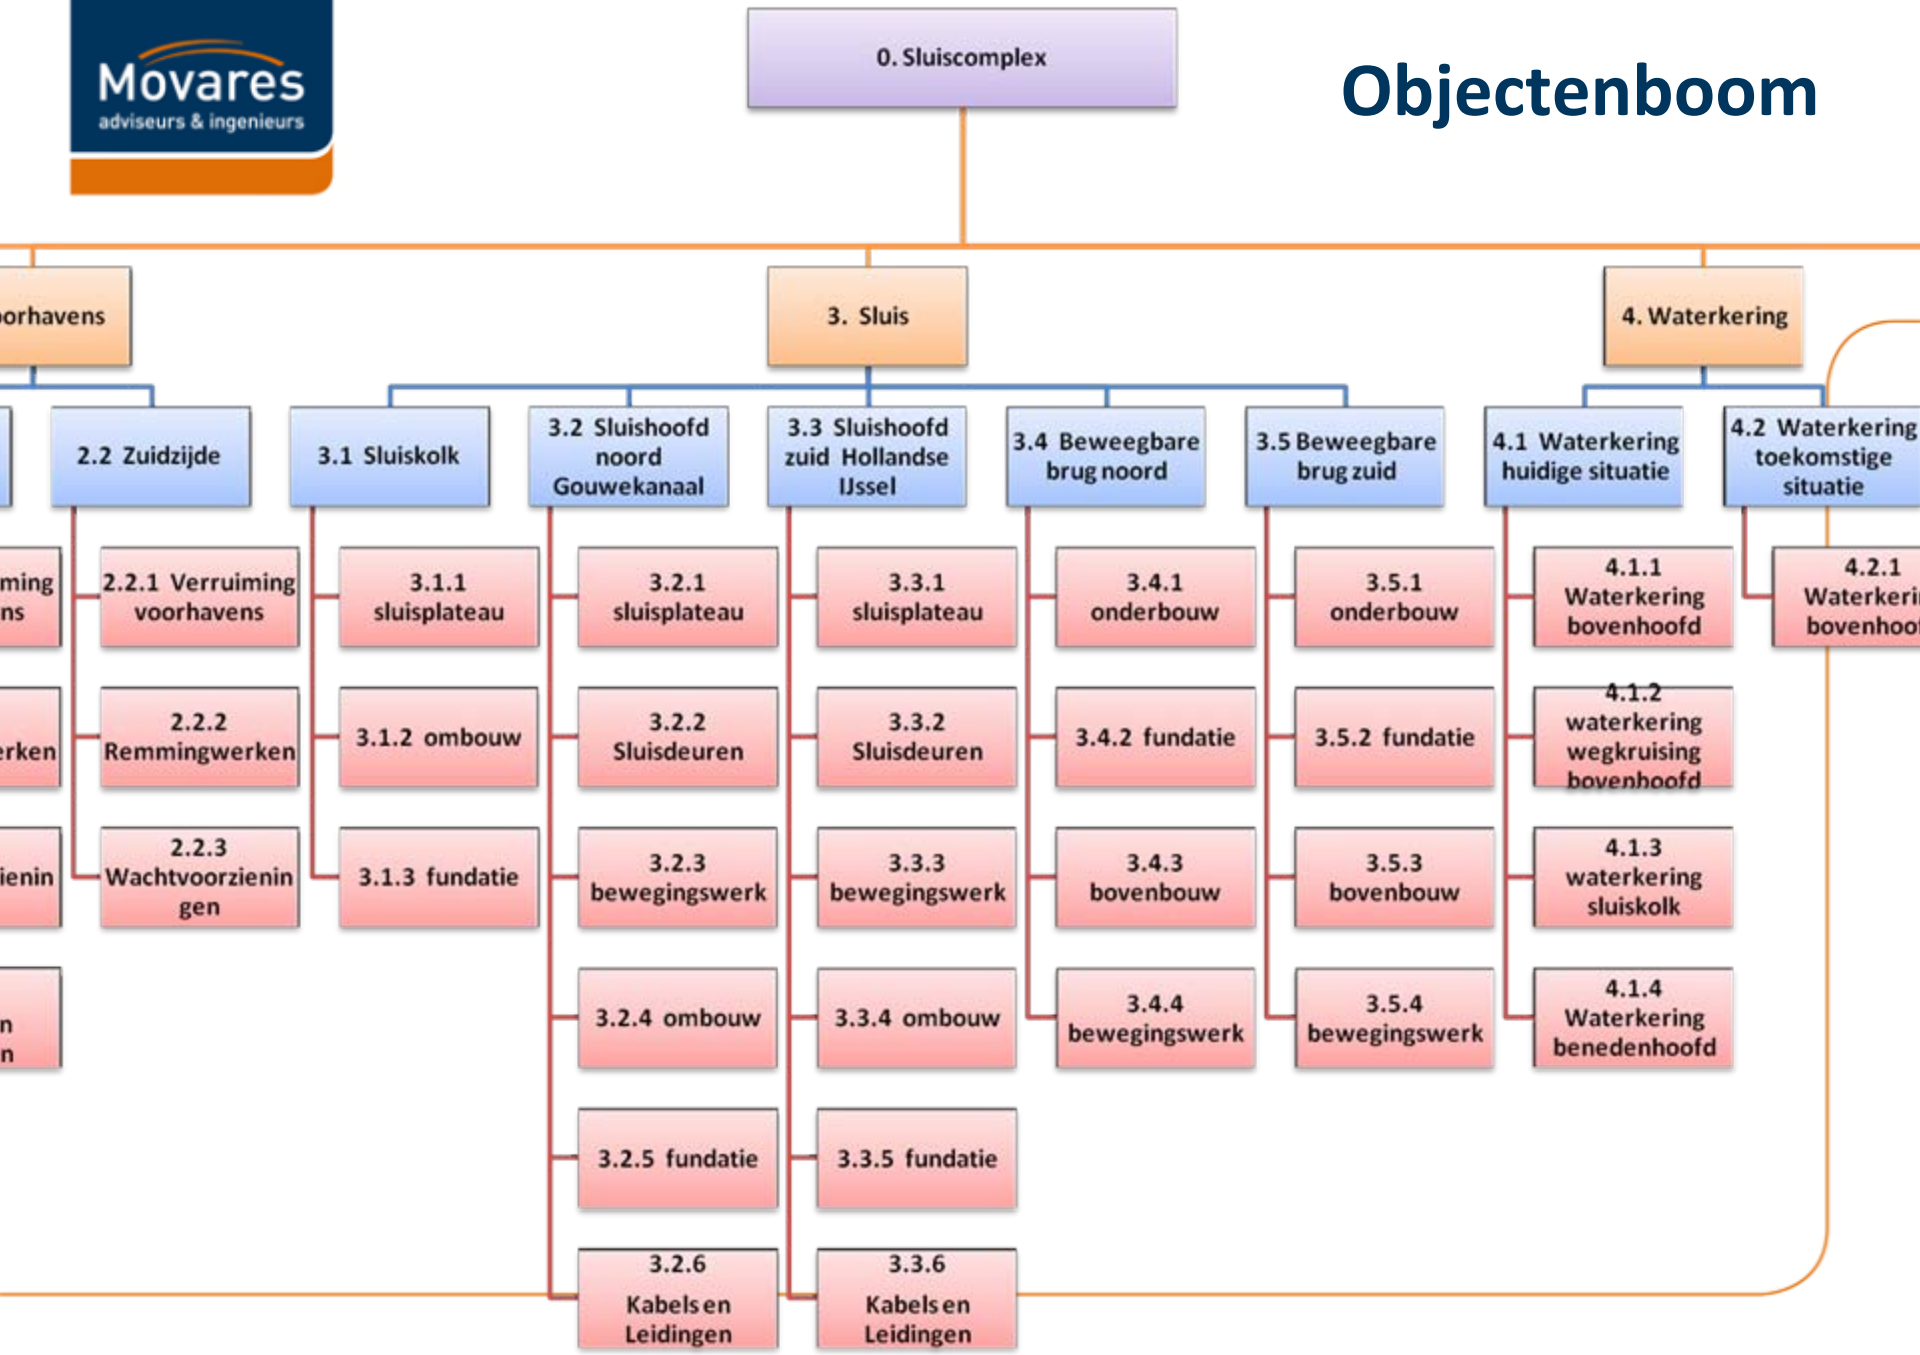 Movares
adviseurs & ingenieurs
0. Sluiscomplex
Objectenboom
3. Sluis
4. Waterkering
2.2 Zuidzijde
3.1 Sluiskolk
3.2 Sluishoofd
noord
Gouwekanaal
3.3 Sluishoofd
zuid Hollandse
IJssel
3.4 Beweegbare
brug noord
3.5 Beweegbare
brug zuid
4.1 Waterkering
huidige situatie
4.2 Waterkering
toekomstige
situatie
2.2.1 Verruiming
voorhavens
2.2.2
Remmingwerken
2.2.3
Wachtvoorzienin
gen
3.1.1
sluisplateau
3.1.2 ombouw
3.1.3 fundatie
3.2.1
sluisplateau
3.2.2
Sluisdeuren
3.2.3
bewegingswerk
3.2.4 ombouw
3.2.5 fundatie
3.2.6
Kabels en
Leidingen
3.3.1
sluisplateau
3.3.2
Sluisdeuren
3.3.3
bewegingswerk
3.3.4 ombouw
3.3.5 fundatie
3.3.6
Kabels en
Leidingen
3.4.1
onderbouw
3.4.2 fundatie
3.4.3
bovenbouw
3.4.4
bewegingswerk
3.5.1
onderbouw
3.5.2 fundatie
3.5.3
bovenbouw
3.5.4
bewegingswerk
4.1.1
Waterkering
bovenhoofd
4.1.2
waterkering
wegkruising
bovenhoofd
4.1.3
waterkering
sluiskolk
4.1.4
Waterkering
benedenhoofd
4.2.1